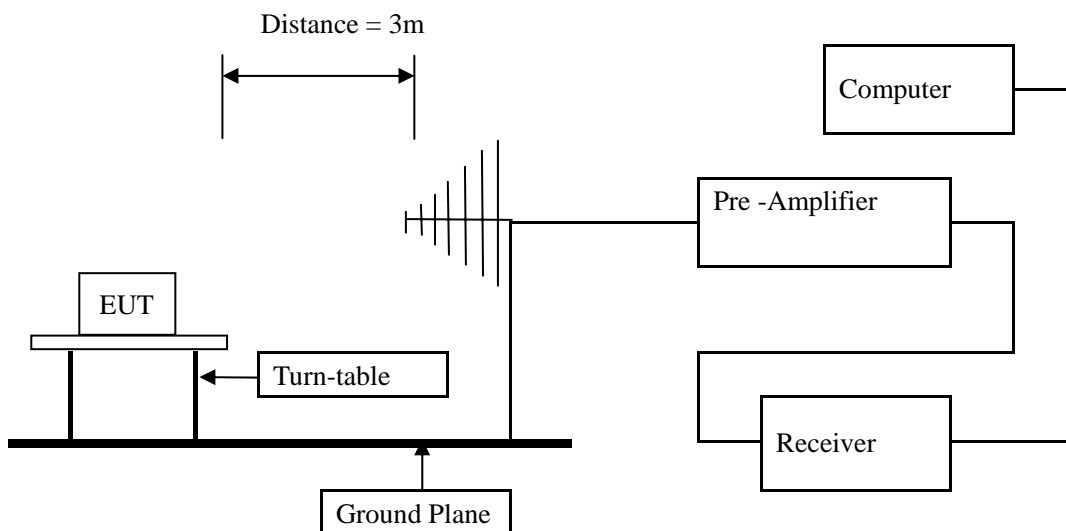 Distance = 3m
Computer
Pre -Amplifier
EUT
Turn-table
Receiver
Ground Plane